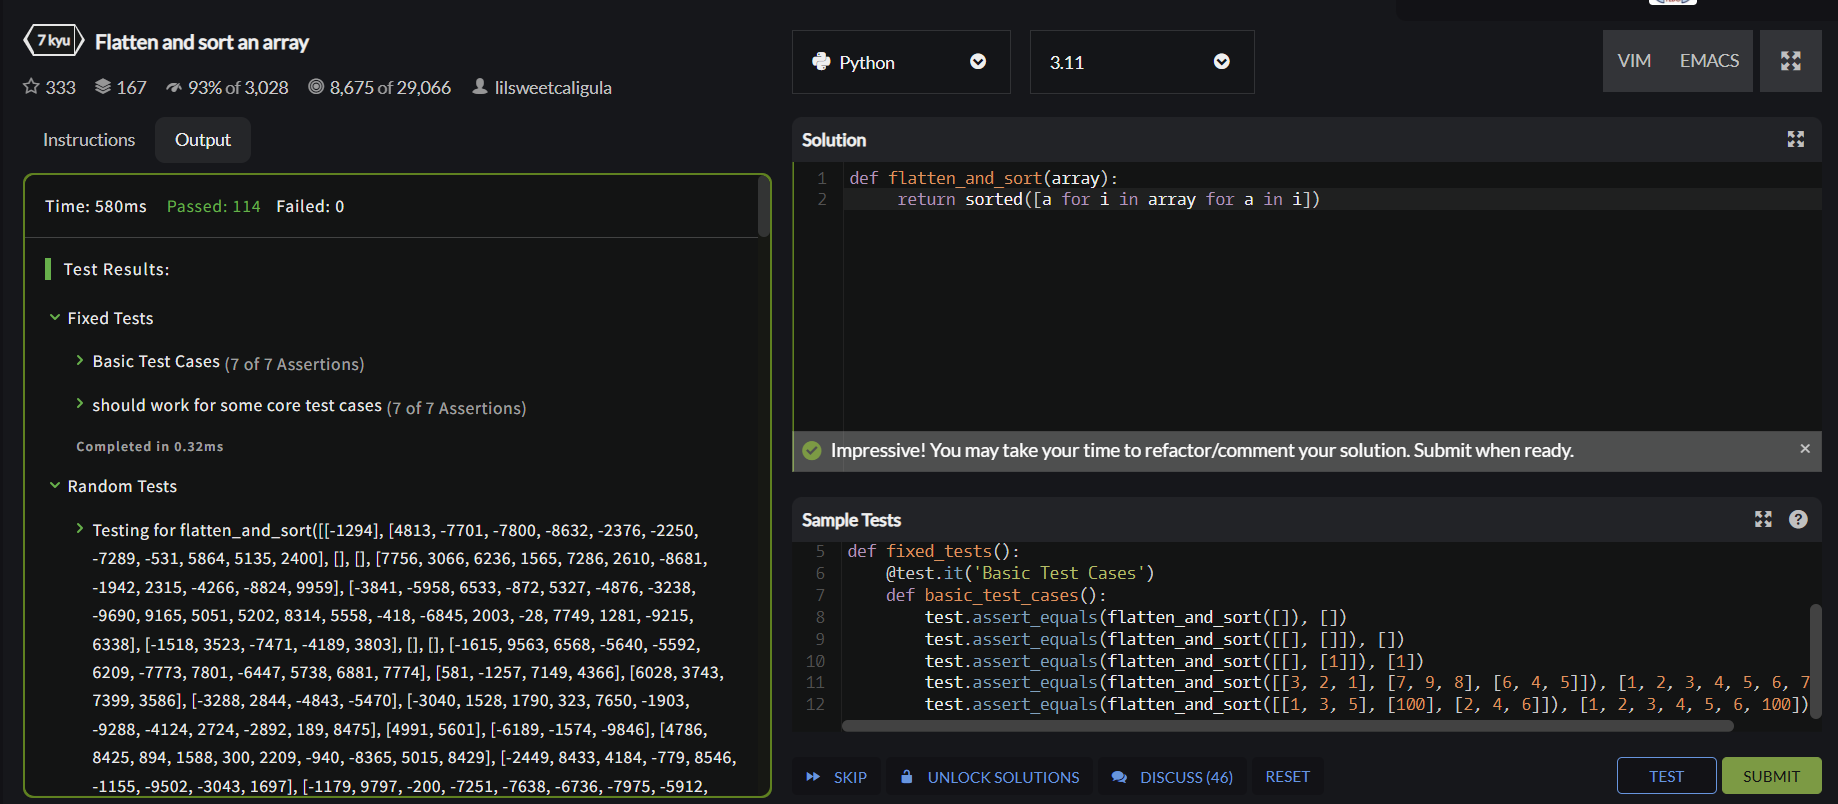 7 kyu
Flatten and sort an array
333 167 93% of 3,028 8,675 of 29,066 lilsweetcaligula
Instructions
Output
Time: 580ms Passed: 114 Failed: 0
Test Results:
Fixed Tests
Basic Test Cases (7 of 7 Assertions)
should work for some core test cases (7 of 7 Assertions)
Completed in 0.32ms
Random Tests
Testing for flatten_and_sort([[-1294], [4813, -7701, -7800, -8632, -2376, -2250,
-7289, -531, 5864, 5135, 2400], [], [], [7756, 3066, 6236, 1565, 7286, 2610, -8681,
-1942, 2315, -4266, -8824, 9959], [-3841, -5958, 6533, -872, 5327, -4876, -3238,
-9690, 9165, 5051, 5202, 8314, 5558, -418, -6845, 2003, -28, 7749, 1281, -9215,
6338], [-1518, 3523, -7471, -4189, 3803], [], [], [-1615, 9563, 6568, -5640, -5592,
6209, -7773, 7801, -6447, 5738, 6881, 7774], [581, -1257, 7149, 4366], [6028, 3743,
7399, 3586], [-3288, 2844, -4843, -5470], [-3040, 1528, 1790, 323, 7650, -1903,
-9288, -4124, 2724, -2892, 189, 8475], [4991, 5601], [-6189, -1574, -9846], [4786,
8425, 894, 1588, 300, 2209, -940, -8365, 5015, 8429], [-2449, 8433, 4184, -779, 8546,
-1155, -9502, -3043, 1697], [-1179, 9797, -200, -7251, -7638, -6736, -7975, -5912,
Python
3.11
VIM
EMACS
Solution
1 def flatten_and_sort(array):
2 return sorted([a for i in array for a in i])
Impressive! You may take your time to refactor/comment your solution. Submit when ready.
×
Sample Tests
?
5 def fixed_tests():
6 @test.it('Basic Test Cases')
7 def basic_test_cases():
8 test.assert_equals(flatten_and_sort([]), [])
9 test.assert_equals(flatten_and_sort([[], []]), [])
10 test.assert_equals(flatten_and_sort([[], [1]]), [1])
11 test.assert_equals(flatten_and_sort([[3, 2, 1], [7, 9, 8], [6, 4, 5]]), [1, 2, 3, 4, 5, 6, 7
12 test.assert_equals(flatten_and_sort([[1, 3, 5], [100], [2, 4, 6]]), [1, 2, 3, 4, 5, 6, 100])
SKIP
UNLOCK SOLUTIONS
DISCUSS (46)
RESET
TEST
SUBMIT